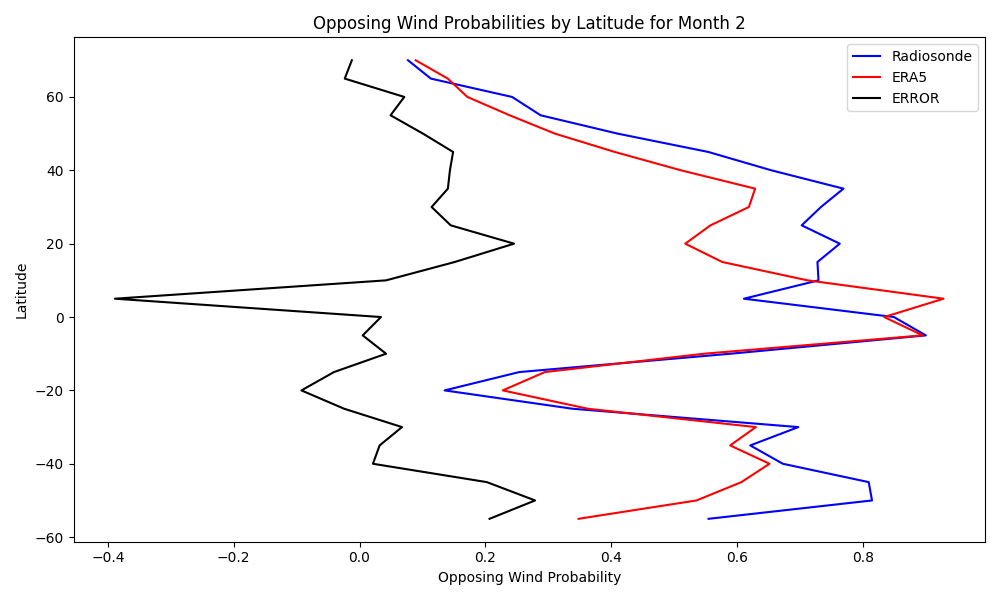 Opposing Wind Probabilities by Latitude for Month 2
Radiosonde
ERA5
ERROR
Latitude
60
40
20
0
−20
−40
−60
−0.4
−0.2
0.0
0.2
0.4
0.6
0.8
Opposing Wind Probability